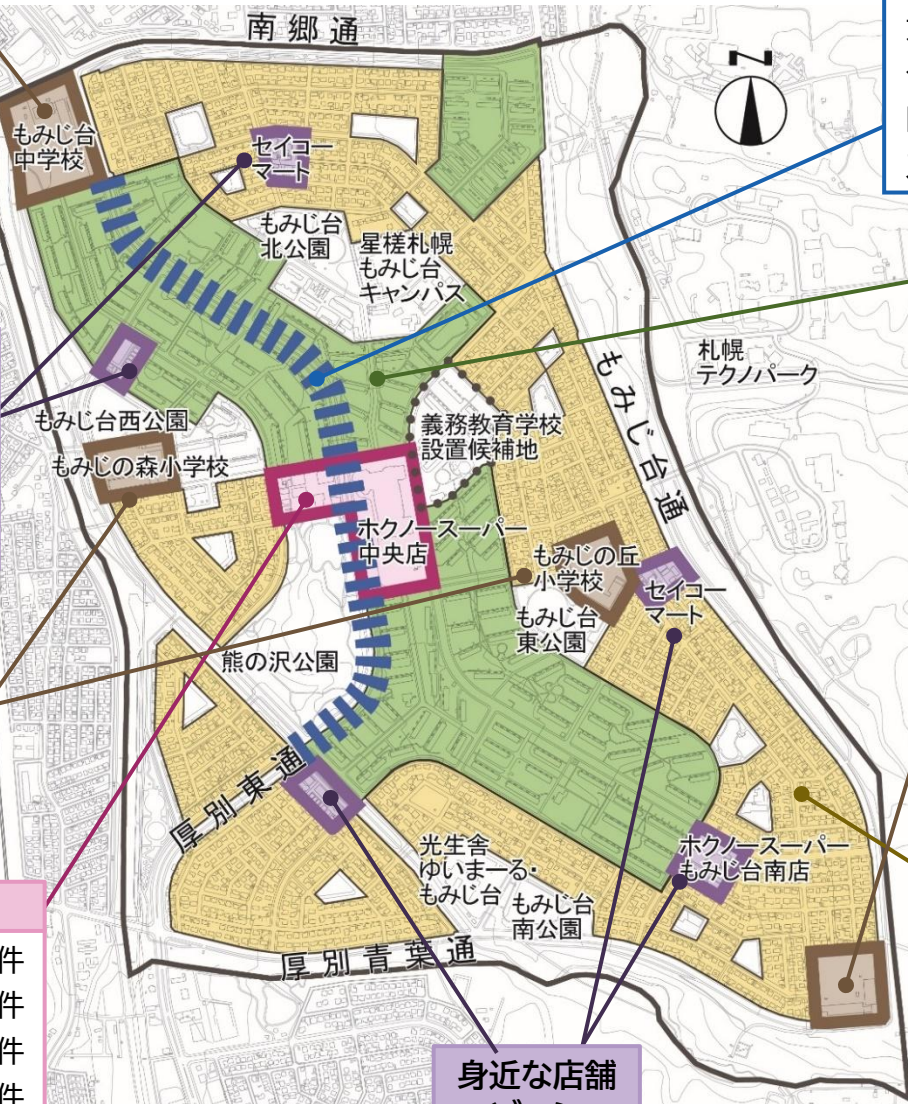 南郷通
N
もみじ台
中学校
セイコー
マート
もみじ台
北公園
星槎札幌
もみじ台
キャンパス
もみじ台通
札幌
テクノパーク
もみじ台西公園
もみじの森小学校
義務教育学校
設置候補地
ホクノースーパー
中央店
もみじの丘
小学校
セイコー
マート
もみじ台
東公園
熊の沢公園
厚別東通
光生舎
ゆいまーる・
もみじ台
もみじ台
南公園
ホクノースーパー
もみじ台南店
厚別青葉通
件
件
件
件
身近な店舗